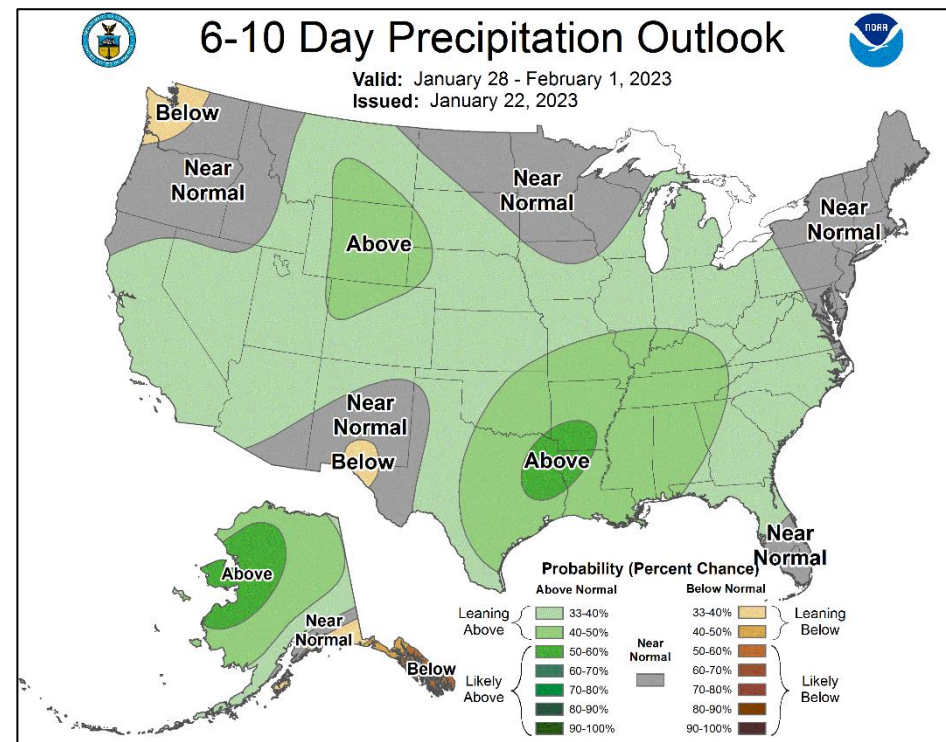 6-10 Day Precipitation Outlook
NOAA
Valid: January 28 - February 1, 2023
Issued: January 22, 2023
Below
Near
Normal
Near
Normal
Near
Normal
Above
Near
Normal
Below
Above
Near
Normal
Above
Near
Normal
Below
Probability (Percent Chance)
Above Normal
Below Normal
Leaning
Above
33-40%
40-50%
Likely
Above
50-60%
60-70%
70-80%
80-90%
90-100%
Near
Normal
33-40%
40-50%
Leaning
Below
50-60%
60-70%
70-80%
80-90%
90-100%
Likely
Below